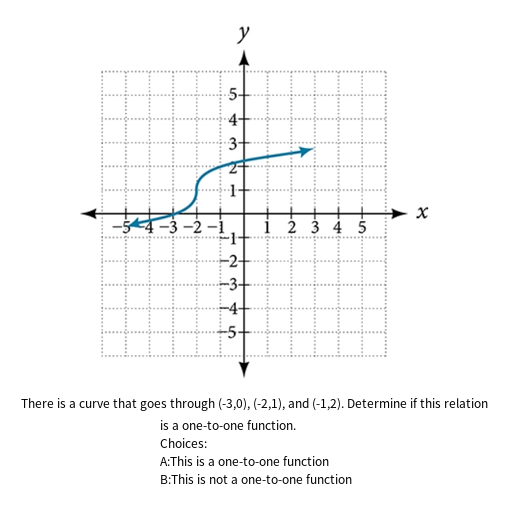 y
5
4
3
2
1
x
-5 -4 -3 -2 -1 1 2 3 4 5
-1
-2
-3
-4
-5
There is a curve that goes through (-3,0), (-2,1), and (-1,2). Determine if this relation
is a one-to-one function.
Choices:
A:This is a one-to-one function
B:This is not a one-to-one function